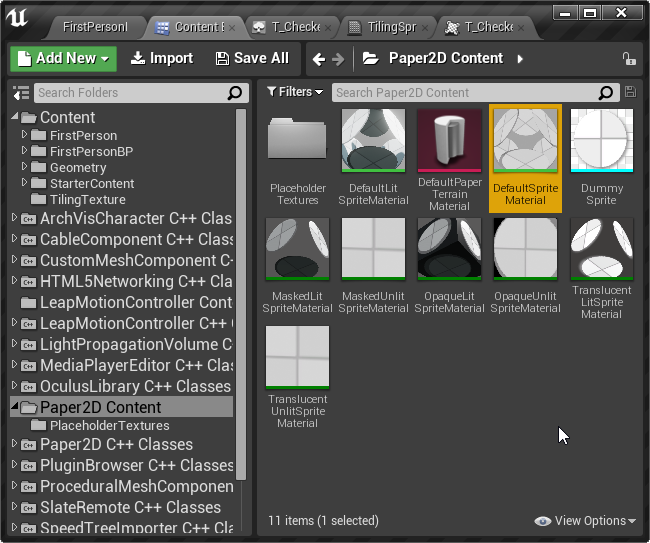 FirstPersonI
Content E
T_Checke
TilingSpr
T_Checke
Add New
Import
Save All
Paper2D Content
Search Folders
Filters
Search Paper2D Content
Content
FirstPerson
FirstPersonBP
Geometry
StarterContent
TilingTexture
ArchVisCharacter C++ Clas
CableComponent C++ Class
CustomMeshComponent C+
HTML5Networking C++ Cla
LeapMotionController Cont
LeapMotionController C++ (
LightPropagationVolume C
MediaPlayerEditor C++ Clas
OculusLibrary C++ Classes
Paper2D Content
PlaceholderTextures
Paper2D C++ Classes
PluginBrowser C++ Classes
ProceduralMeshComponen
SlateRemote C++ Classes
SpeedTreeImporter C++ Cla
Placeholder
Textures
DefaultLit
SpriteMaterial
DefaultPaper
Terrain
Material
DefaultSprite
Material
Dummy
Sprite
MaskedLit
SpriteMaterial
MaskedUnlit
SpriteMaterial
OpaqueLit
SpriteMaterial
OpaqueUnlit
SpriteMaterial
Translucent
LitSprite
Material
Translucent
UnlitSprite
Material
11 items (1 selected)
View Options